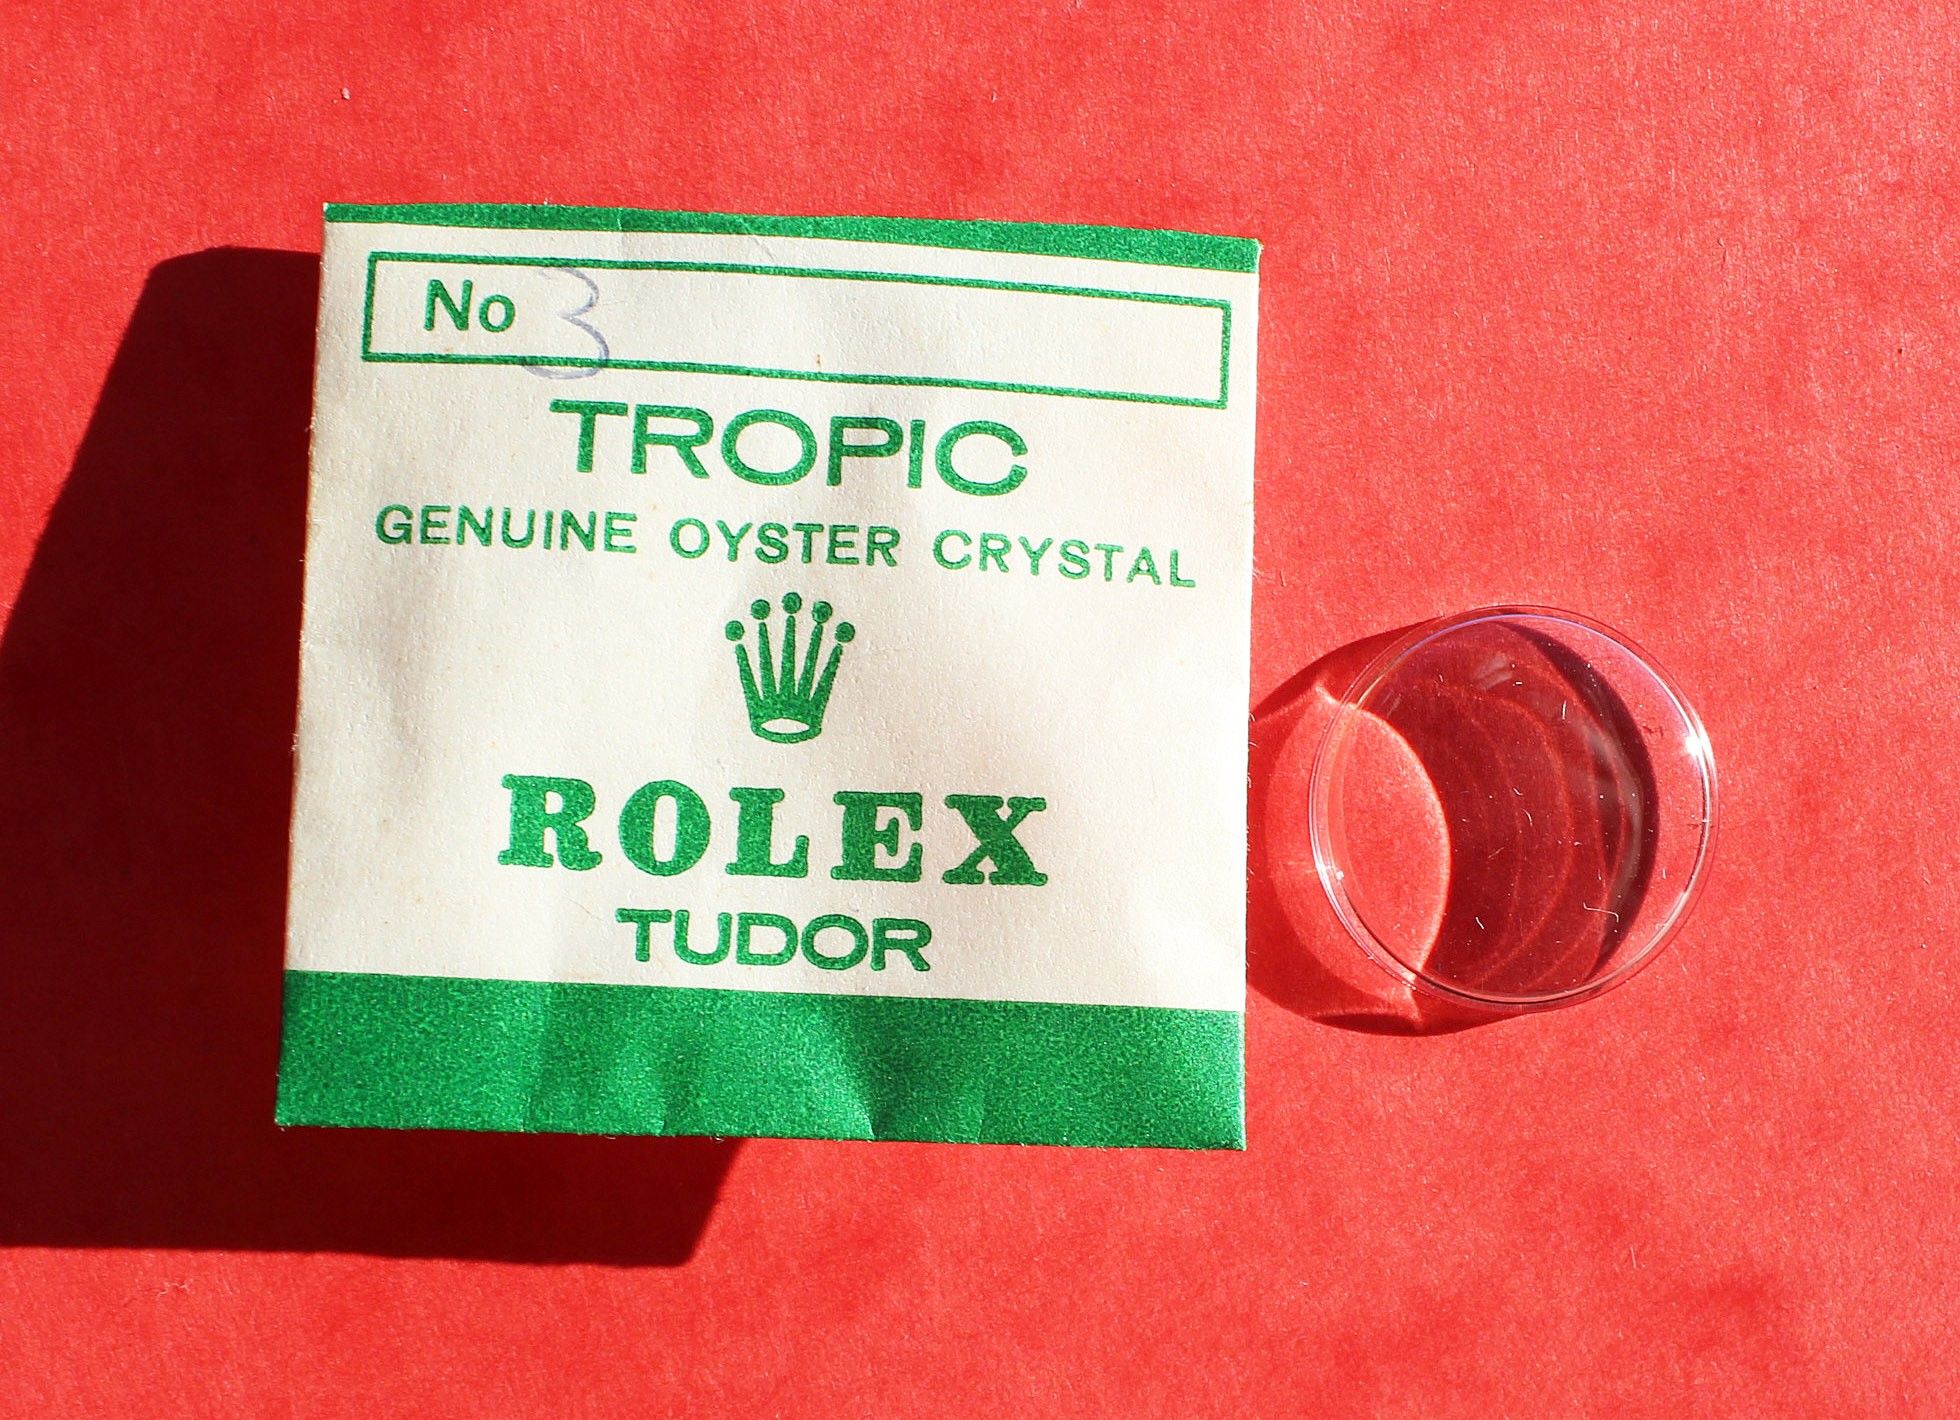 No 3
TROPIC
GENUINE OYSTER CRYSTAL
ROLEX
TUDOR